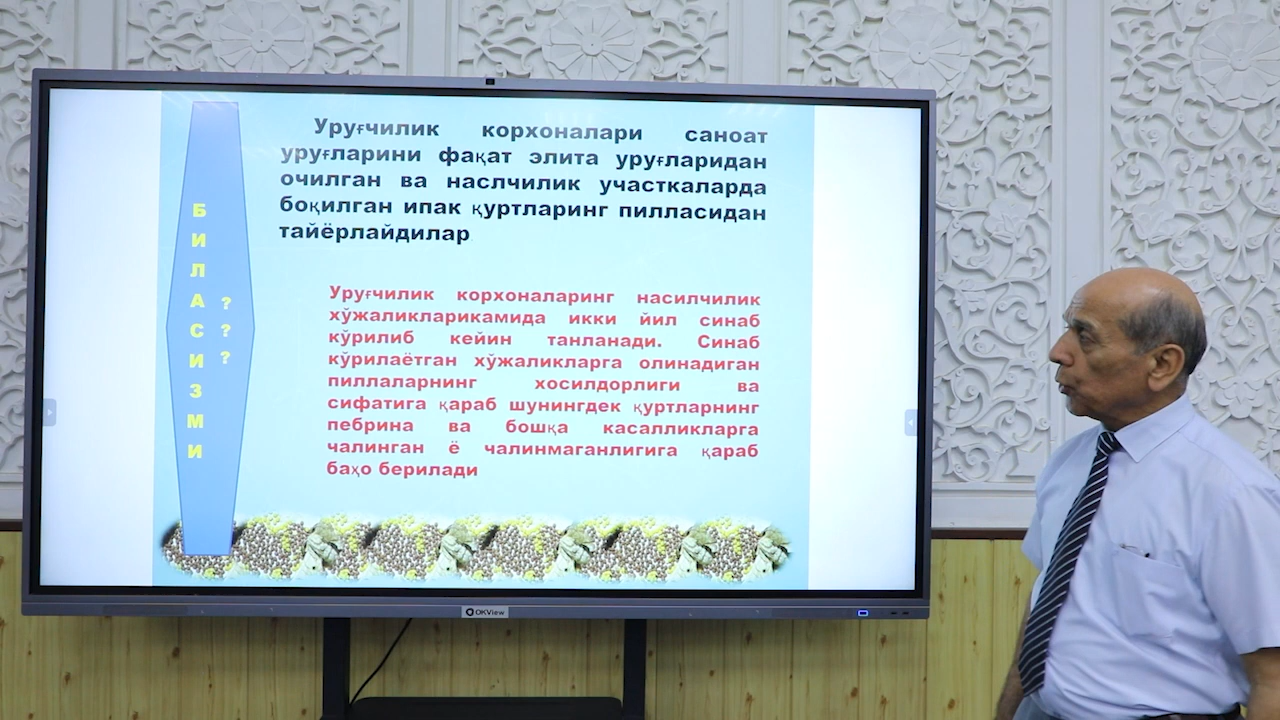 Уруғчилик корхоналари саноат
уруғларини фақат элита уруғларидан
очилган ва наслчилик участкаларда
боқилган ипак қуртларинг пилласидан
тайёрлайдилар
БИЛАСИЗМИ
???
Уруғчилик корхоналаринг насилчилик
хўжаликларикамида икки йил синаб
кўрилиб кейин танланади. Синаб
кўрилаётган хўжаликларга олинадиган
пиллаларнинг хосилдорлиги ва
сифатига қараб шунингдек қуртларнинг
пебрина ва бошқа касалликларга
чалинган ё чалинмаганлигига қараб
баҳо берилади
OKView